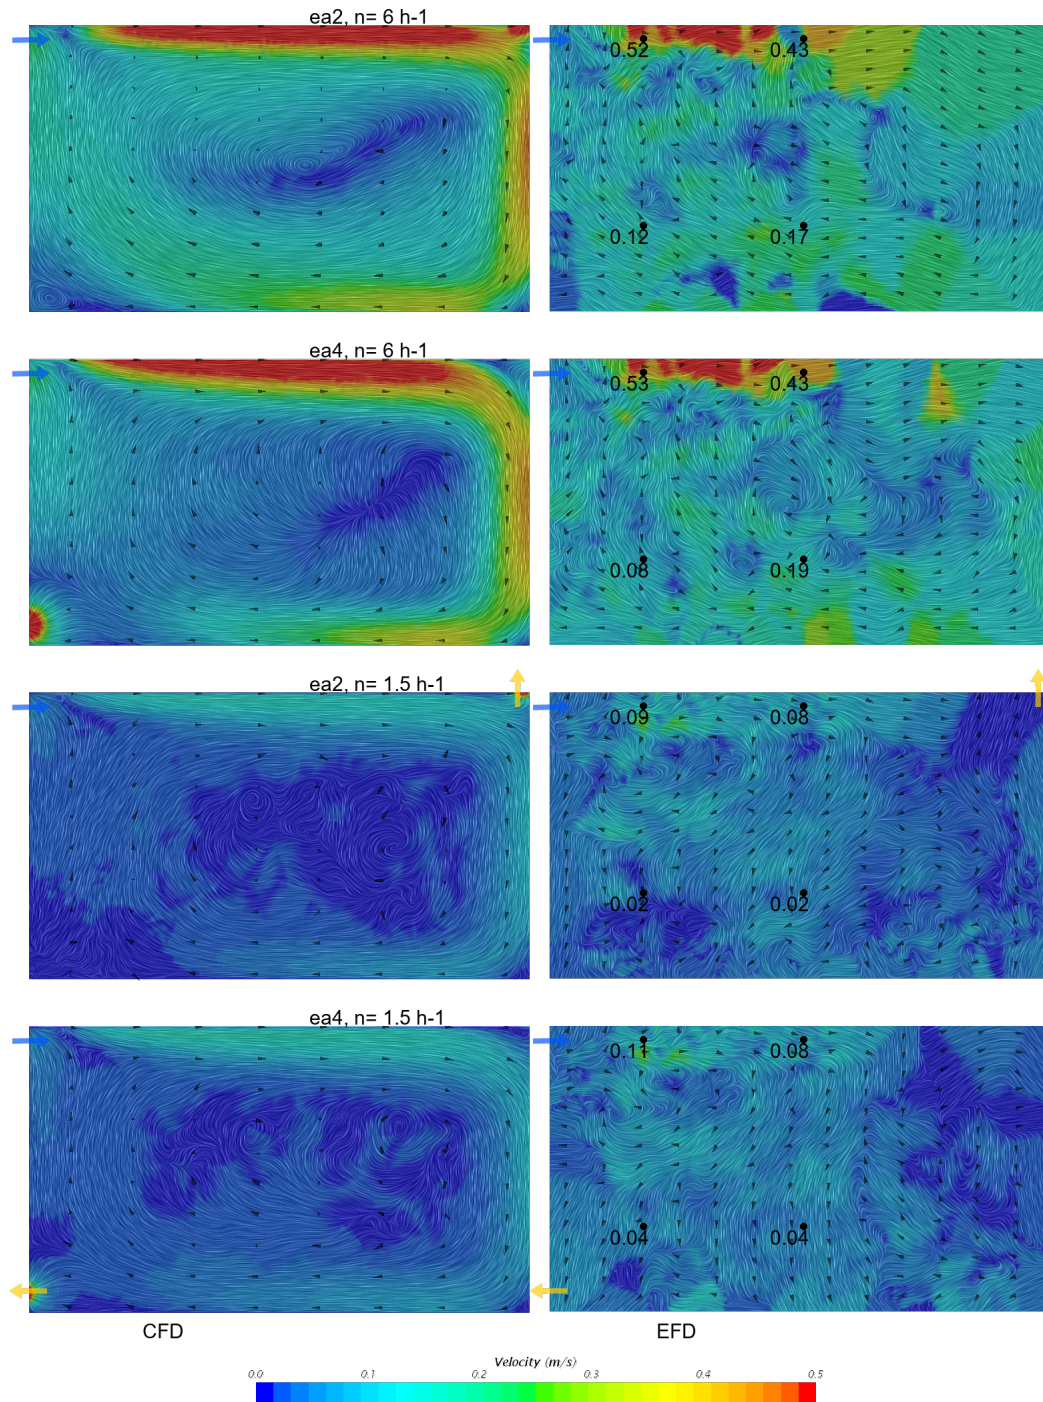 ea2, n= 6 h-1
0.52 0.43
0.12 0.17
ea4, n= 6 h-1
0.53 0.43
0.08 0.19
ea2, n= 1.5 h-1
0.09 0.08
0.02 0.02
ea4, n= 1.5 h-1
0.11 0.08
0.04 0.04
CFD EFD
Velocity (m/s)
0.0 0.1 0.2 0.3 0.4 0.5